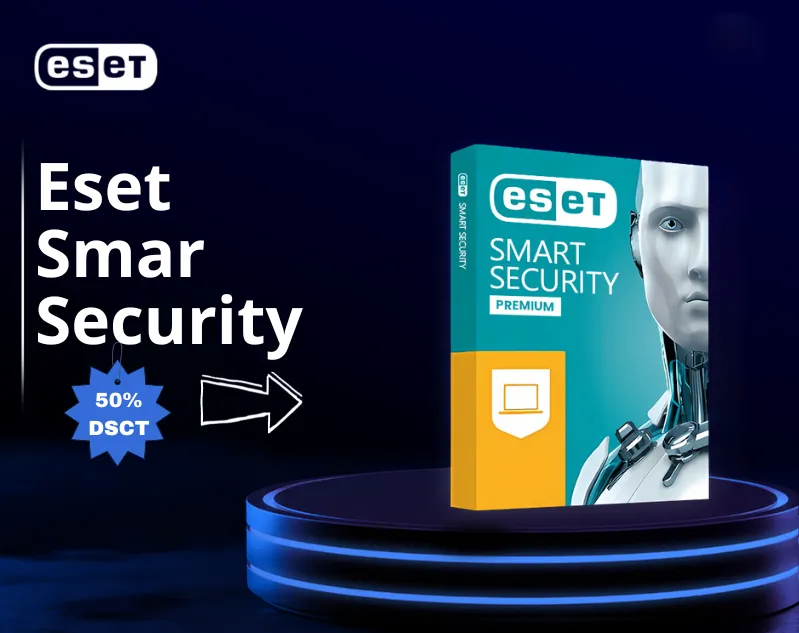 eset
Eset
Smar
Security
50%
DSCT
eset
SMART SECURITY
eset
SMART
SECURITY
PREMIUM